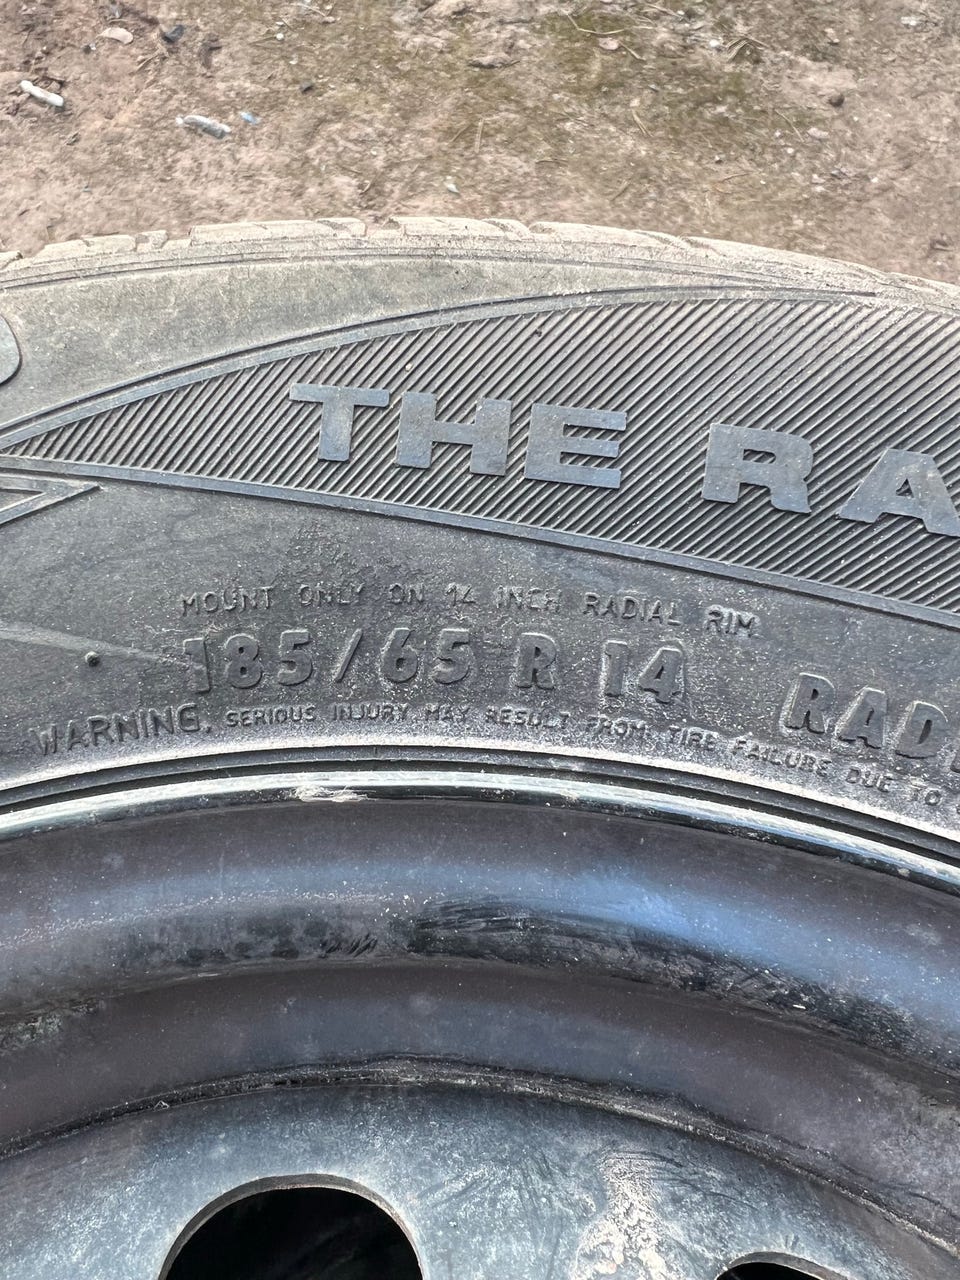 THE RA
MOUNT ONLY ON 14 INCH RADIAL RIM
185/65 R 14 RADI
WARNING, SERIOUS INJURY MAY RESULT FROM TIRE FAILURE DUE TO